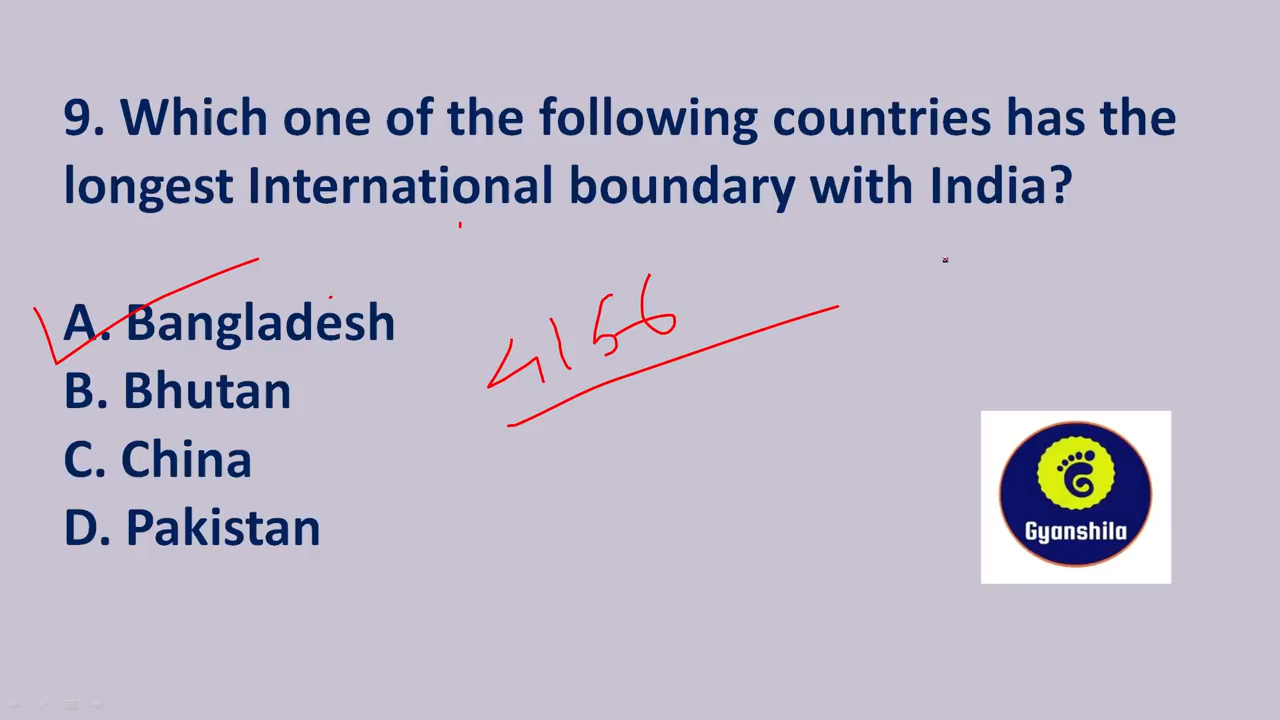 9. Which one of the following countries has the
longest International boundary with India?
A. Bangladesh
4156
B. Bhutan
C. China
D. Pakistan
Gyanshila